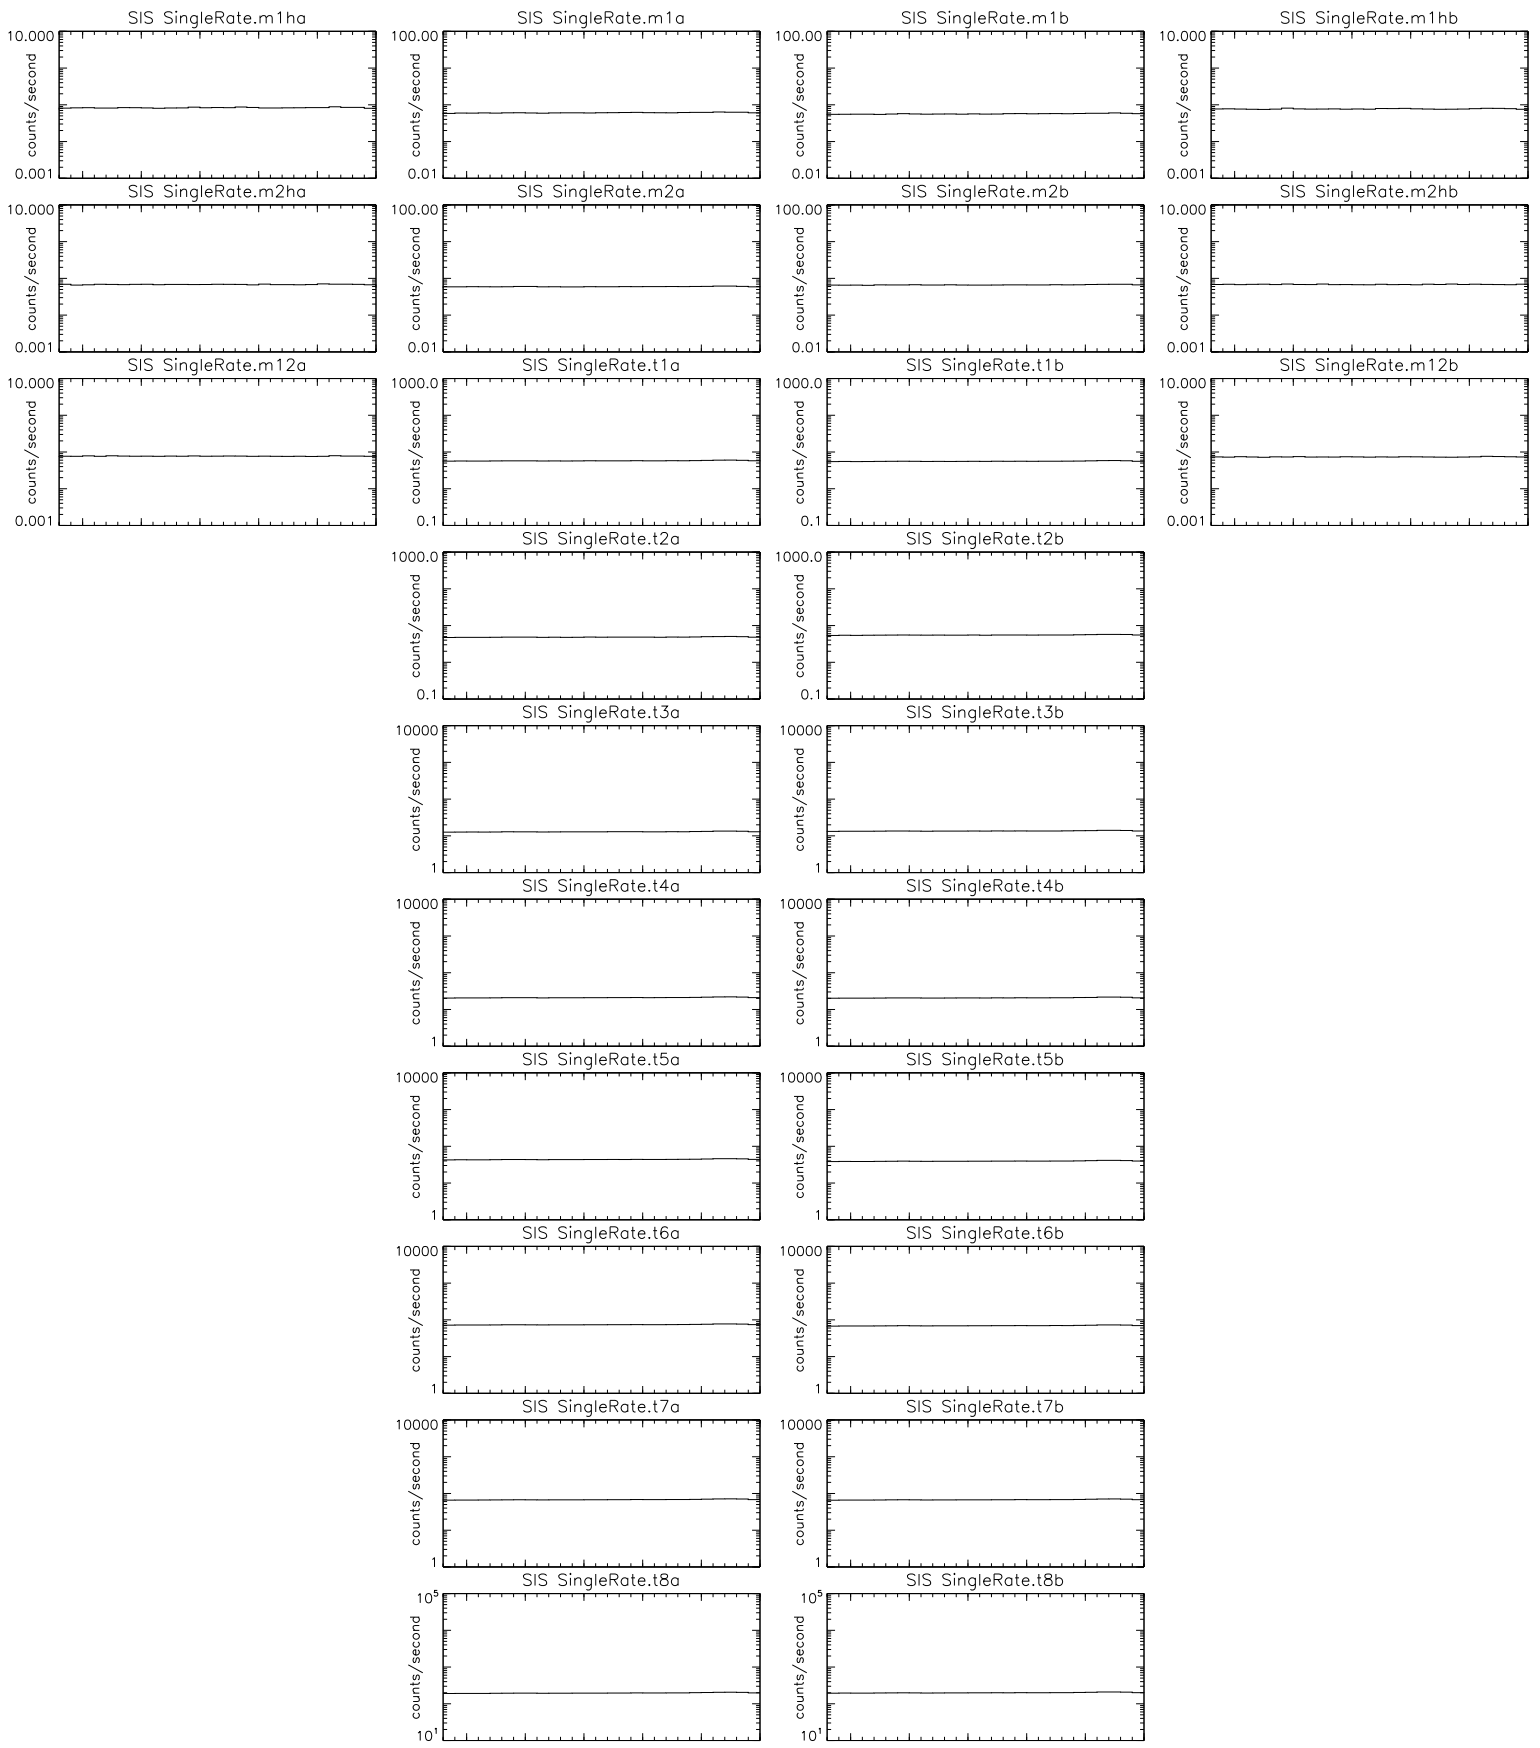 SIS SingleRate.m1ha
10.000
counts/second
0.001
SIS SingleRate.m1a
100.00
counts/second
0.01
SIS SingleRate.m1b
100.00
counts/second
0.01
SIS SingleRate.m1hb
10.000
counts/second
0.001
SIS SingleRate.m2ha
10.000
counts/second
0.001
SIS SingleRate.m2a
100.00
counts/second
0.01
SIS SingleRate.m2b
100.00
counts/second
0.01
SIS SingleRate.m2hb
10.000
counts/second
0.001
SIS SingleRate.m12a
10.000
counts/second
0.001
SIS SingleRate.t1a
1000.0
counts/second
0.1
SIS SingleRate.t1b
1000.0
counts/second
0.1
SIS SingleRate.m12b
10.000
counts/second
0.001
SIS SingleRate.t2a
1000.0
counts/second
0.1
SIS SingleRate.t2b
1000.0
counts/second
0.1
SIS SingleRate.t3a
10000
counts/second
1
SIS SingleRate.t3b
10000
counts/second
1
SIS SingleRate.t4a
10000
counts/second
1
SIS SingleRate.t4b
10000
counts/second
1
SIS SingleRate.t5a
10000
counts/second
1
SIS SingleRate.t5b
10000
counts/second
1
SIS SingleRate.t6a
10000
counts/second
1
SIS SingleRate.t6b
10000
counts/second
1
SIS SingleRate.t7a
10000
counts/second
1
SIS SingleRate.t7b
10000
counts/second
1
SIS SingleRate.t8a
10⁵
counts/second
10¹
SIS SingleRate.t8b
10⁵
counts/second
10¹